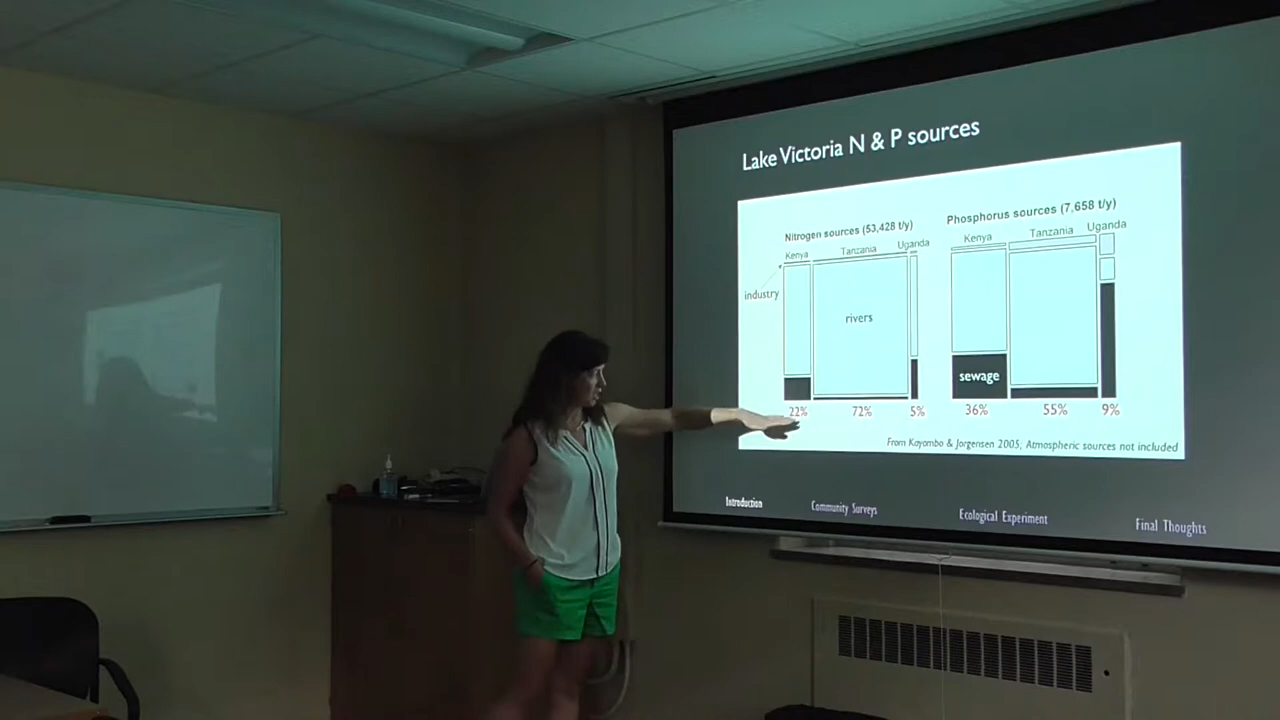 Lake Victoria N & P sources
Nitrogen sources (53,428 t/y)
Kenya Tanzania Uganda
industry
rivers
22% 72% 5%
Phosphorus sources (7,658 t/y)
Kenya Tanzania Uganda
sewage
36% 55% 9%
From Kayombo & Jorgensen 2005, Atmospheric sources not included
Introduction Community Surveys Ecological Experiment Final Thoughts